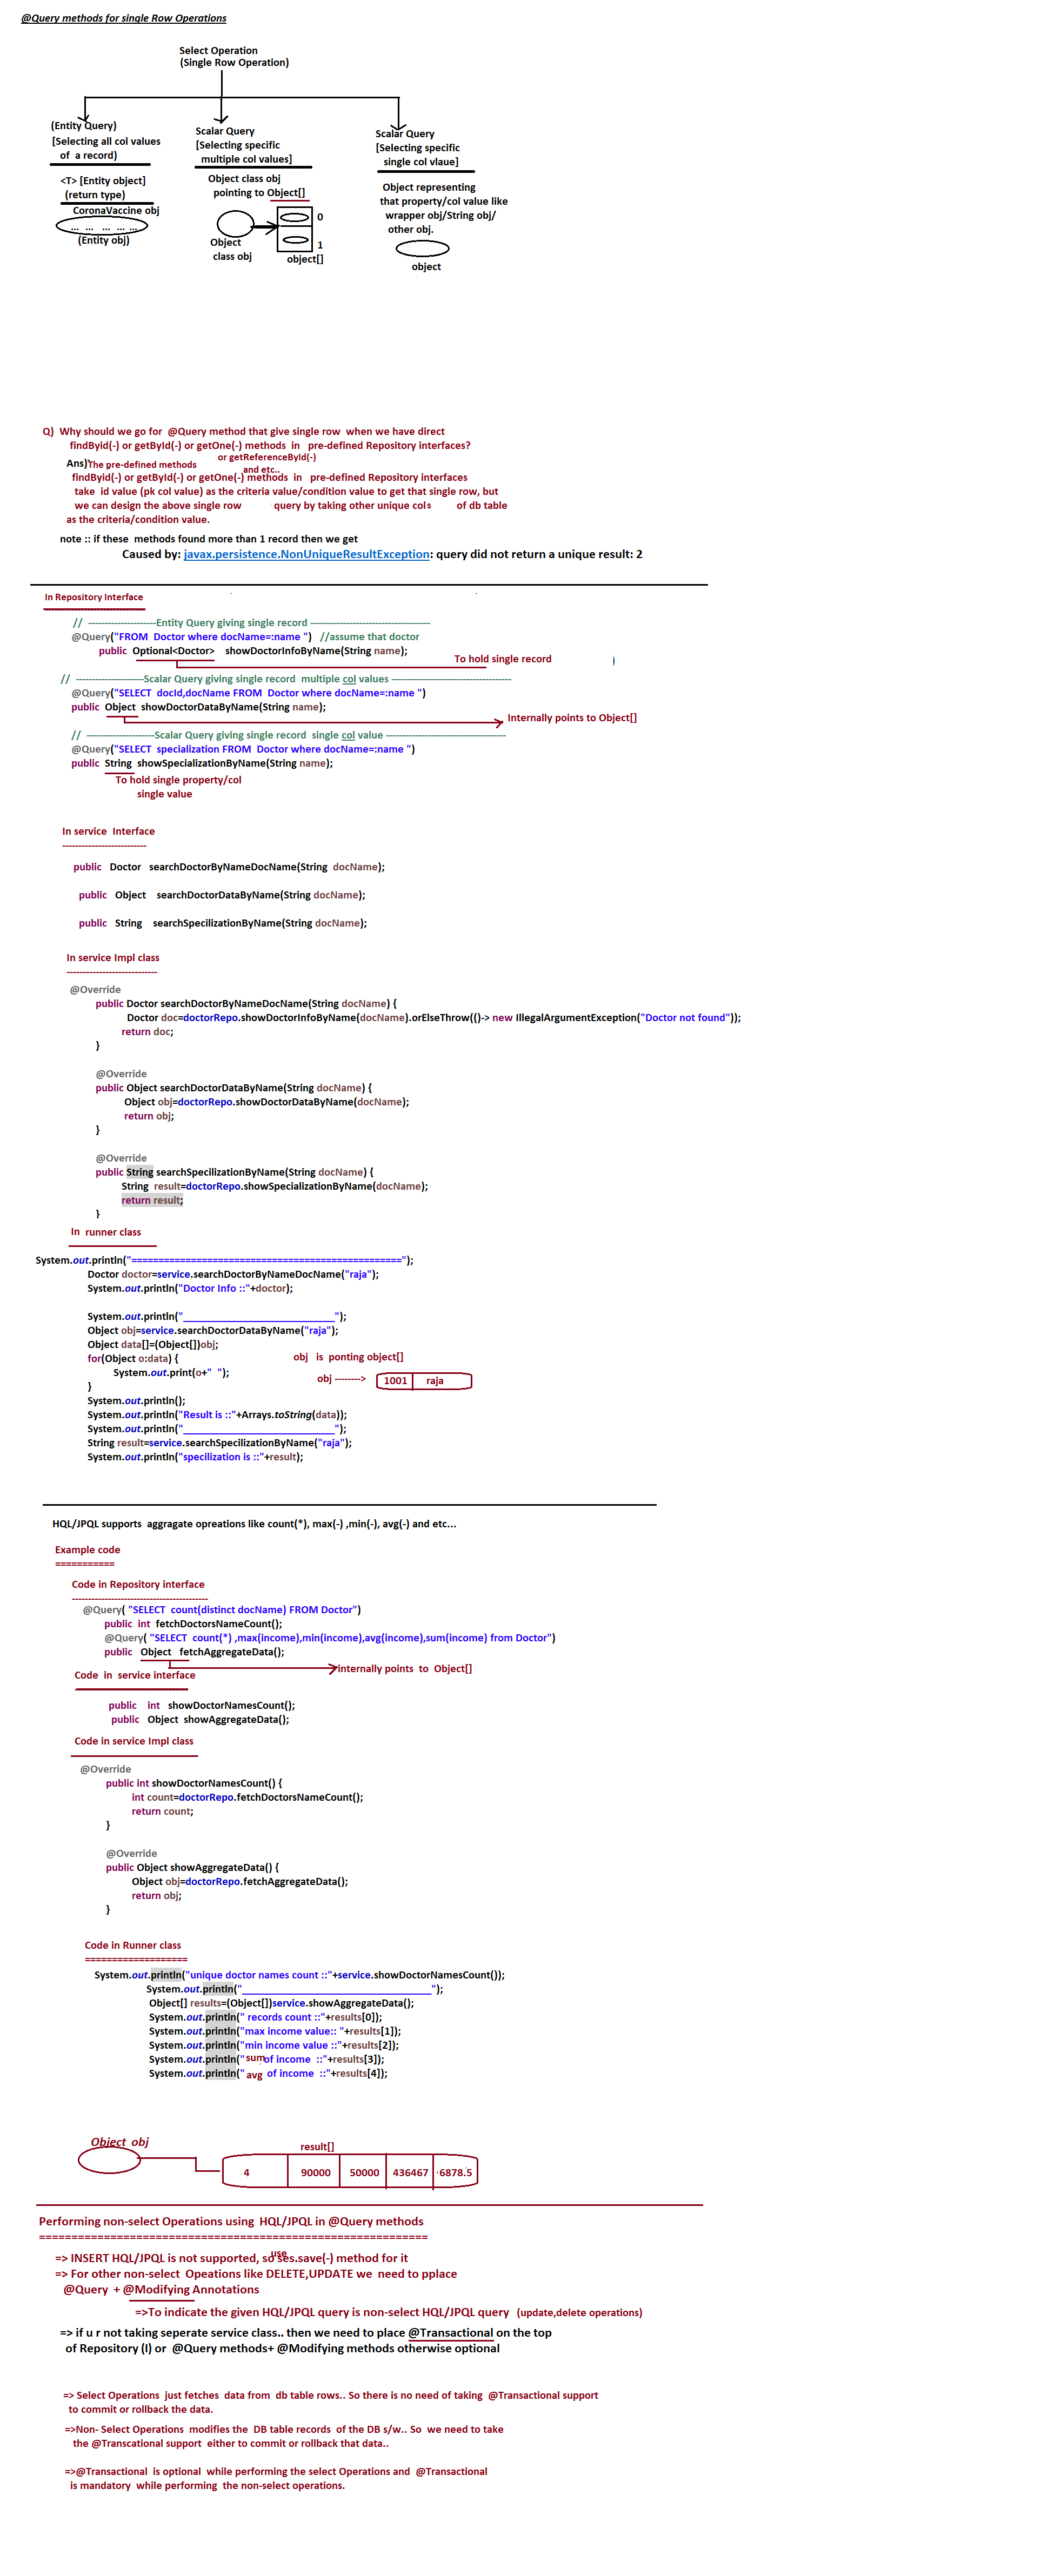 @Query methods for single Row Operations
Select Operation
(Single Row Operation)
(Entity Query)
[Selecting all col values
of a record)
<T> [Entity object]
(return type)
CoronaVaccine obj
... ... ... ... ...
(Entity obj)
Scalar Query
[Selecting specific
multiple col values]
Object class obj
pointing to Object[]
0
1
Object
class obj
object[]
Scalar Query
[Selecting specific
single col vlaue]
Object representing
that property/col value like
wrapper obj/String obj/
other obj.
object
Q) Why should we go for @Query method that give single row when we have direct
findByid(-) or getById(-) or getOne(-) methods in pre-defined Repository interfaces?
or getReferenceById(-)
and etc..
Ans) The pre-defined methods
findByid(-) or getById(-) or getOne(-) methods in pre-defined Repository interfaces
take id value (pk col value) as the criteria value/condition value to get that single row, but
we can design the above single row query by taking other unique cols of db table
as the criteria/condition value.
note :: if these methods found more than 1 record then we get
Caused by: javax.persistence.NonUniqueResultException: query did not return a unique result: 2
In Repository Interface
// ---------------------Entity Query giving single record -------------------------------------
@Query("FROM Doctor where docName=:name ") //assume that doctor
public Optional<Doctor> showDoctorInfoByName(String name);
To hold single record
// ---------------------Scalar Query giving single record multiple col values -------------------------------------
@Query("SELECT docId,docName FROM Doctor where docName=:name ")
public Object showDoctorDataByName(String name);
Internally points to Object[]
// ---------------------Scalar Query giving single record single col value -------------------------------------
@Query("SELECT specialization FROM Doctor where docName=:name ")
public String showSpecializationByName(String name);
To hold single property/col
single value
In service Interface
--------------------------
public Doctor searchDoctorByNameDocName(String docName);
public Object searchDoctorDataByName(String docName);
public String searchSpecilizationByName(String docName);
In service Impl class
----------------------------
@Override
public Doctor searchDoctorByNameDocName(String docName) {
Doctor doc=doctorRepo.showDoctorInfoByName(docName).orElseThrow(()-> new IllegalArgumentException("Doctor not found"));
return doc;
}
@Override
public Object searchDoctorDataByName(String docName) {
Object obj=doctorRepo.showDoctorDataByName(docName);
return obj;
}
@Override
public String searchSpecilizationByName(String docName) {
String result=doctorRepo.showSpecializationByName(docName);
return result;
}
In runner class
System.out.println("==================================================");
Doctor doctor=service.searchDoctorByNameDocName("raja");
System.out.println("Doctor Info ::"+doctor);
System.out.println("____________________________");
Object obj=service.searchDoctorDataByName("raja");
Object data[]=(Object[])obj;
for(Object o:data) {
obj is ponting object[]
System.out.print(o+" ");
obj --------> 1001 raja
}
System.out.println();
System.out.println("Result is ::"+Arrays.toString(data));
System.out.println("____________________________");
String result=service.searchSpecilizationByName("raja");
System.out.println("specilization is ::"+result);
HQL/JPQL supports aggragate opreations like count(*), max(-) ,min(-), avg(-) and etc...
Example code
===========
Code in Repository interface
------------------------------------------
@Query( "SELECT count(distinct docName) FROM Doctor")
public int fetchDoctorsNameCount();
@Query( "SELECT count(*) ,max(income),min(income),avg(income),sum(income) from Doctor")
public Object fetchAggregateData();
internally points to Object[]
Code in service interface
public int showDoctorNamesCount();
public Object showAggregateData();
Code in service Impl class
@Override
public int showDoctorNamesCount() {
int count=doctorRepo.fetchDoctorsNameCount();
return count;
}
@Override
public Object showAggregateData() {
Object obj=doctorRepo.fetchAggregateData();
return obj;
}
Code in Runner class
===================
System.out.println("unique doctor names count ::"+service.showDoctorNamesCount());
System.out.println("___________________________________");
Object[] results=(Object[])service.showAggregateData();
System.out.println(" records count ::"+results[0]);
System.out.println("max income value:: "+results[1]);
System.out.println("min income value ::"+results[2]);
System.out.println(" sum of income ::"+results[3]);
System.out.println(" avg of income ::"+results[4]);
Object obj
result[]
4 90000 50000 436467 6878.5
Performing non-select Operations using HQL/JPQL in @Query methods
============================================================
use
=> INSERT HQL/JPQL is not supported, so ses.save(-) method for it
=> For other non-select Opeations like DELETE,UPDATE we need to pplace
@Query + @Modifying Annotations
=>To indicate the given HQL/JPQL query is non-select HQL/JPQL query (update,delete operations)
=> if u r not taking seperate service class.. then we need to place @Transactional on the top
of Repository (I) or @Query methods+ @Modifying methods otherwise optional
=> Select Operations just fetches data from db table rows.. So there is no need of taking @Transactional support
to commit or rollback the data.
=>Non- Select Operations modifies the DB table records of the DB s/w.. So we need to take
the @Transcational support either to commit or rollback that data..
=>@Transactional is optional while performing the select Operations and @Transactional
is mandatory while performing the non-select operations.